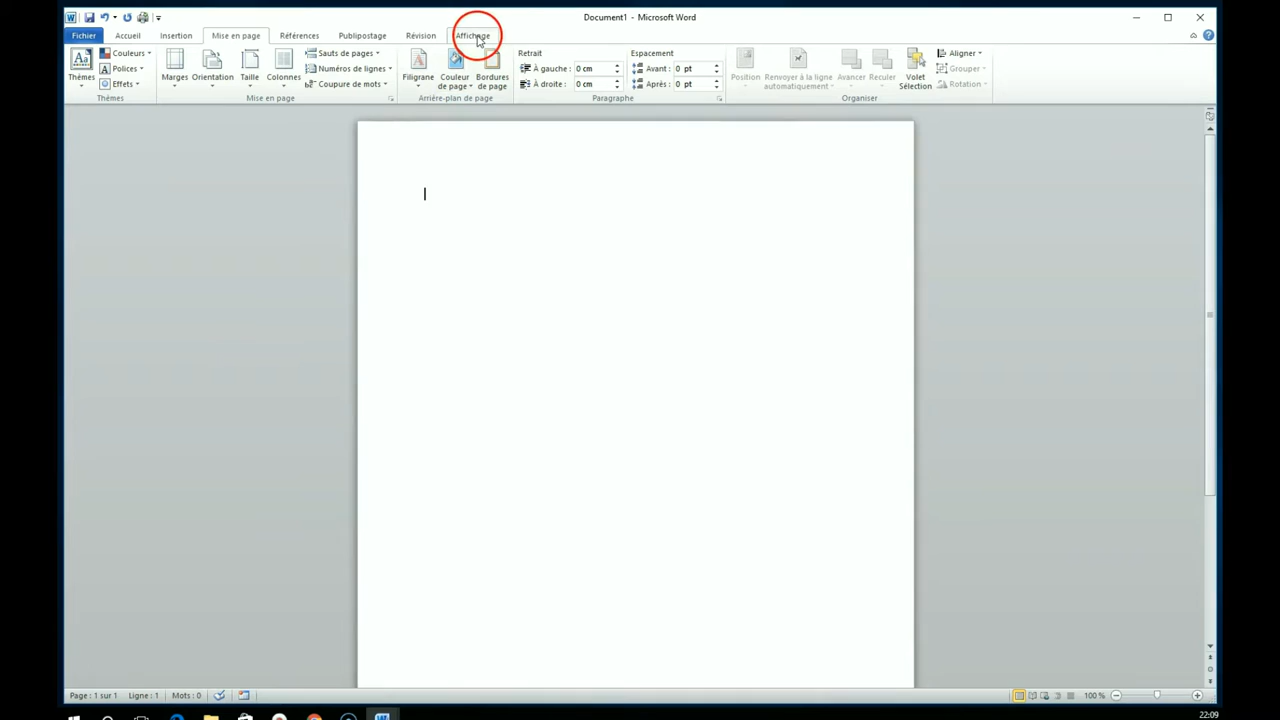 Document1 - Microsoft Word
Fichier Accueil Insertion Mise en page Références Publipostage Révision Affichage
Couleurs Sauts de pages Retrait Espacement Aligner
Polices Numéros de lignes À gauche : 0 cm Avant : 0 pt Grouper
Thèmes Marges Orientation Taille Colonnes Filigrane Couleur de page Bordures de page Position Renvoyer à la ligne automatiquement Avancer Reculer Volet Sélection
Effets Coupure de mots À droite : 0 cm Après : 0 pt Rotation
Thèmes Mise en page Arrière-plan de page Paragraphe Organiser
Page : 1 sur 1 Ligne : 1 Mots : 0 100 %
22:09